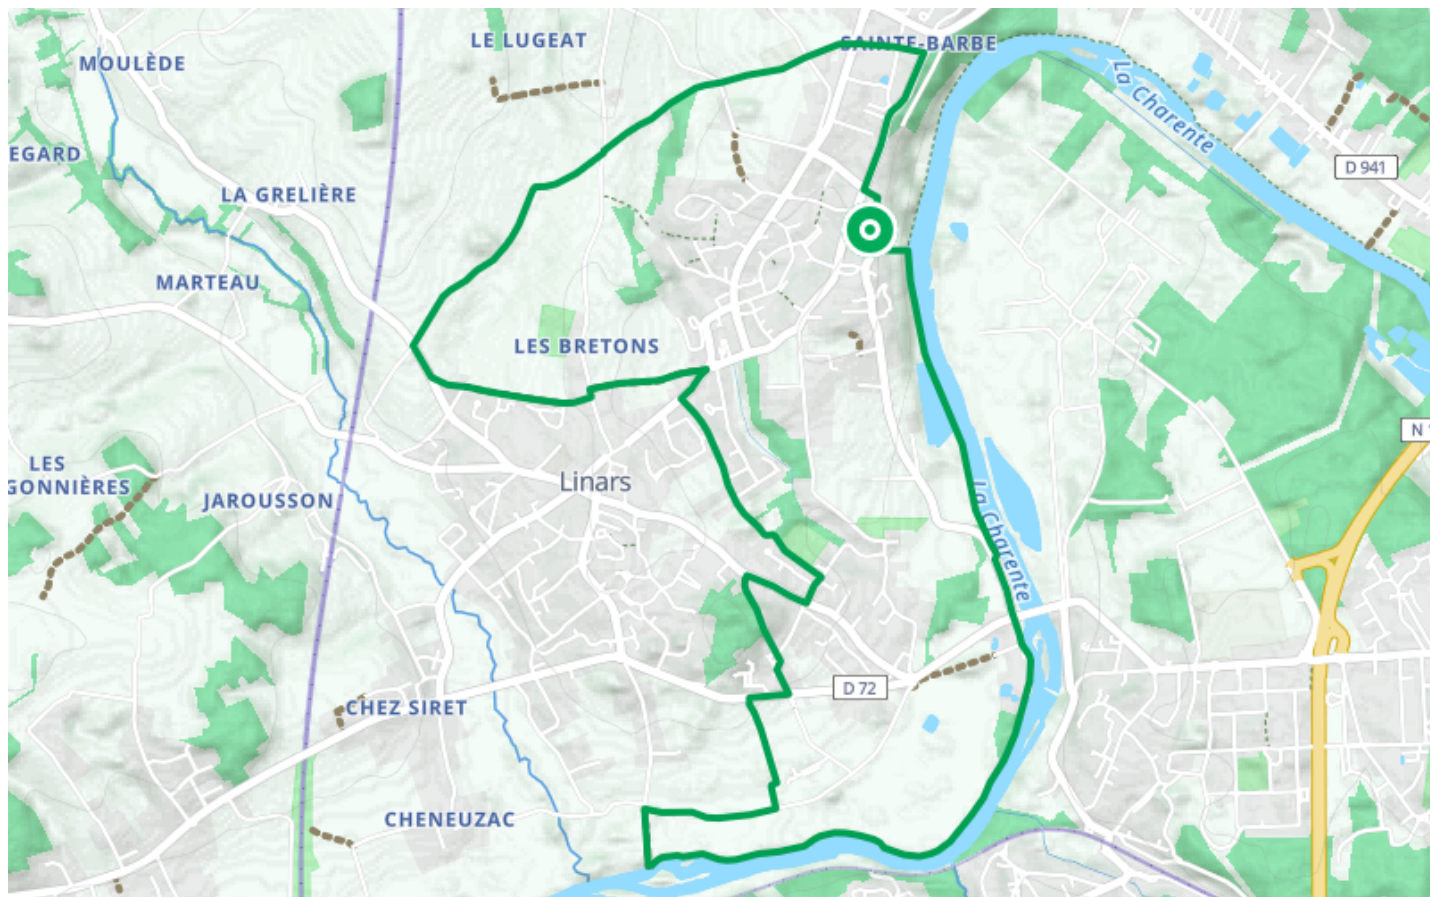 LE LUGEAT
SAINTE-BARBE
MOULÈDE
La Charente
EGARD
D 941
LA GRELIÈRE
MARTEAU
LES BRETONS
N 1
LES
GONNIÈRES
Linars
JAROUSSON
La Charente
D 72
CHEZ SIRET
CHENEUZAC